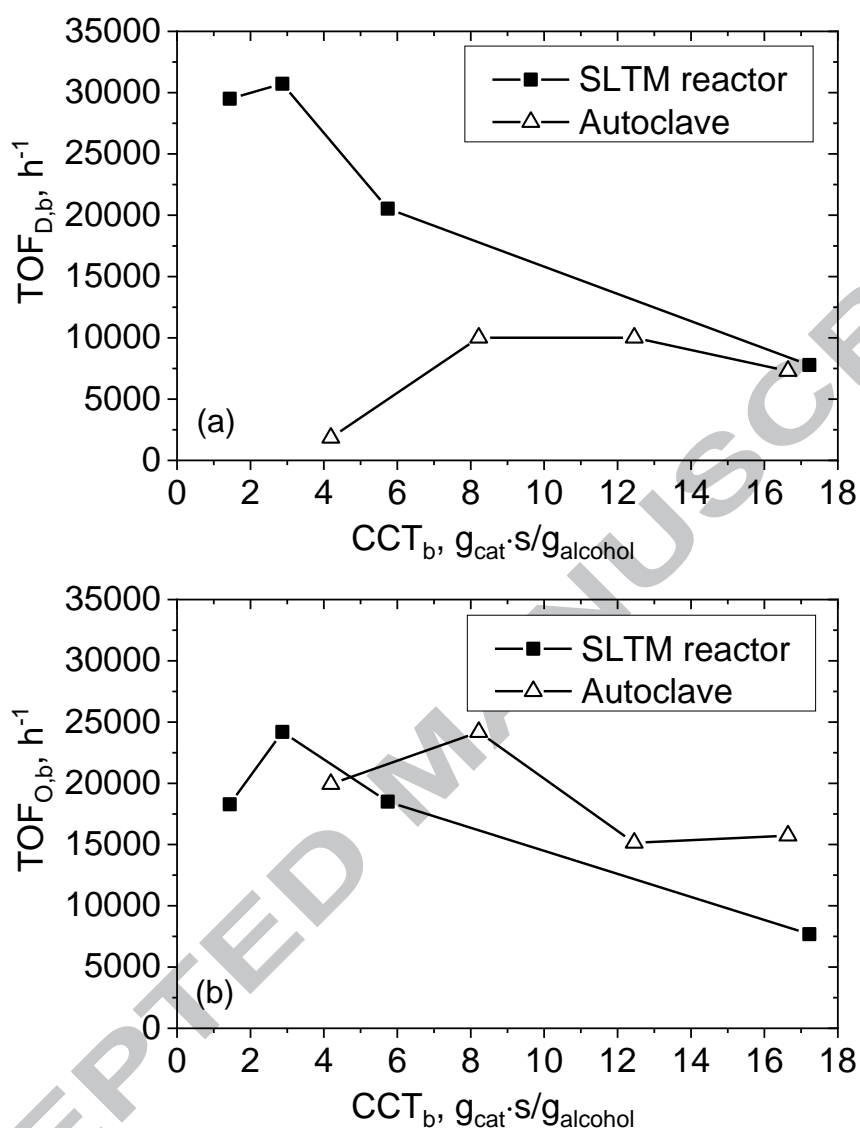 35000
30000
25000
20000
15000
10000
5000
0
TOF_D,b, h^-1
SLTM reactor
Autoclave
(a)
0 2 4 6 8 10 12 14 16 18
CCT_b, g_cat·s/g_alcohol
35000
30000
25000
20000
15000
10000
5000
0
TOF_O,b, h^-1
SLTM reactor
Autoclave
(b)
0 2 4 6 8 10 12 14 16 18
CCT_b, g_cat·s/g_alcohol
EPTED MANUSCR